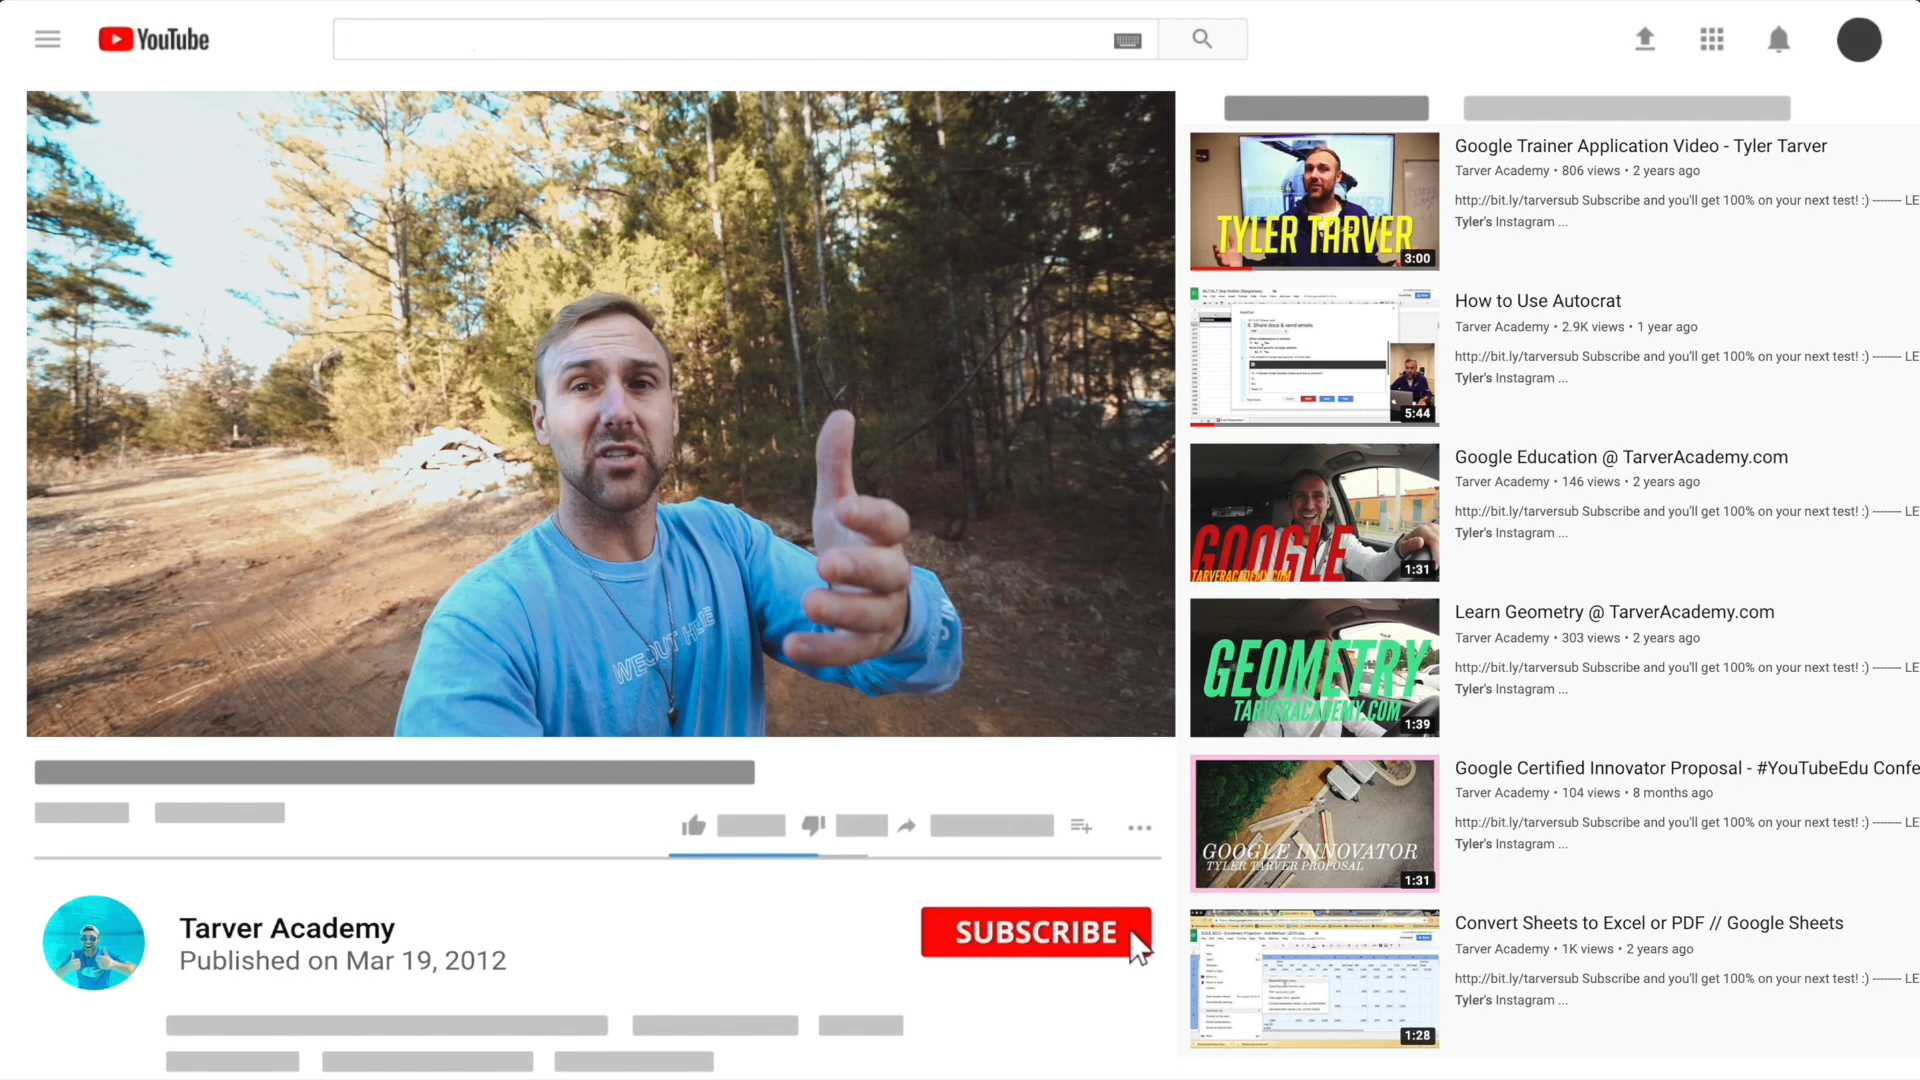 YouTube
WEOUT HERE
Tarver Academy
Published on Mar 19, 2012
SUBSCRIBE
TYLER TARVER
3:00
Google Trainer Application Video - Tyler Tarver
Tarver Academy • 806 views • 2 years ago
http://bit.ly/tarversub Subscribe and you'll get 100% on your next test! :) -------- LE
Tyler's Instagram ...
8. Share docs & send emails
5:44
How to Use Autocrat
Tarver Academy • 2.9K views • 1 year ago
http://bit.ly/tarversub Subscribe and you'll get 100% on your next test! :) -------- LE
Tyler's Instagram ...
GOOGLE
TARVERACADEMY.COM
1:31
Google Education @ TarverAcademy.com
Tarver Academy • 146 views • 2 years ago
http://bit.ly/tarversub Subscribe and you'll get 100% on your next test! :) -------- LE
Tyler's Instagram ...
GEOMETRY
TARVERACADEMY.COM
1:39
Learn Geometry @ TarverAcademy.com
Tarver Academy • 303 views • 2 years ago
http://bit.ly/tarversub Subscribe and you'll get 100% on your next test! :) -------- LE
Tyler's Instagram ...
GOOGLE INNOVATOR
TYLER TARVER PROPOSAL
1:31
Google Certified Innovator Proposal - #YouTubeEdu Confe
Tarver Academy • 104 views • 8 months ago
http://bit.ly/tarversub Subscribe and you'll get 100% on your next test! :) -------- LE
Tyler's Instagram ...
1:28
Convert Sheets to Excel or PDF // Google Sheets
Tarver Academy • 1K views • 2 years ago
http://bit.ly/tarversub Subscribe and you'll get 100% on your next test! :) -------- LE
Tyler's Instagram ...